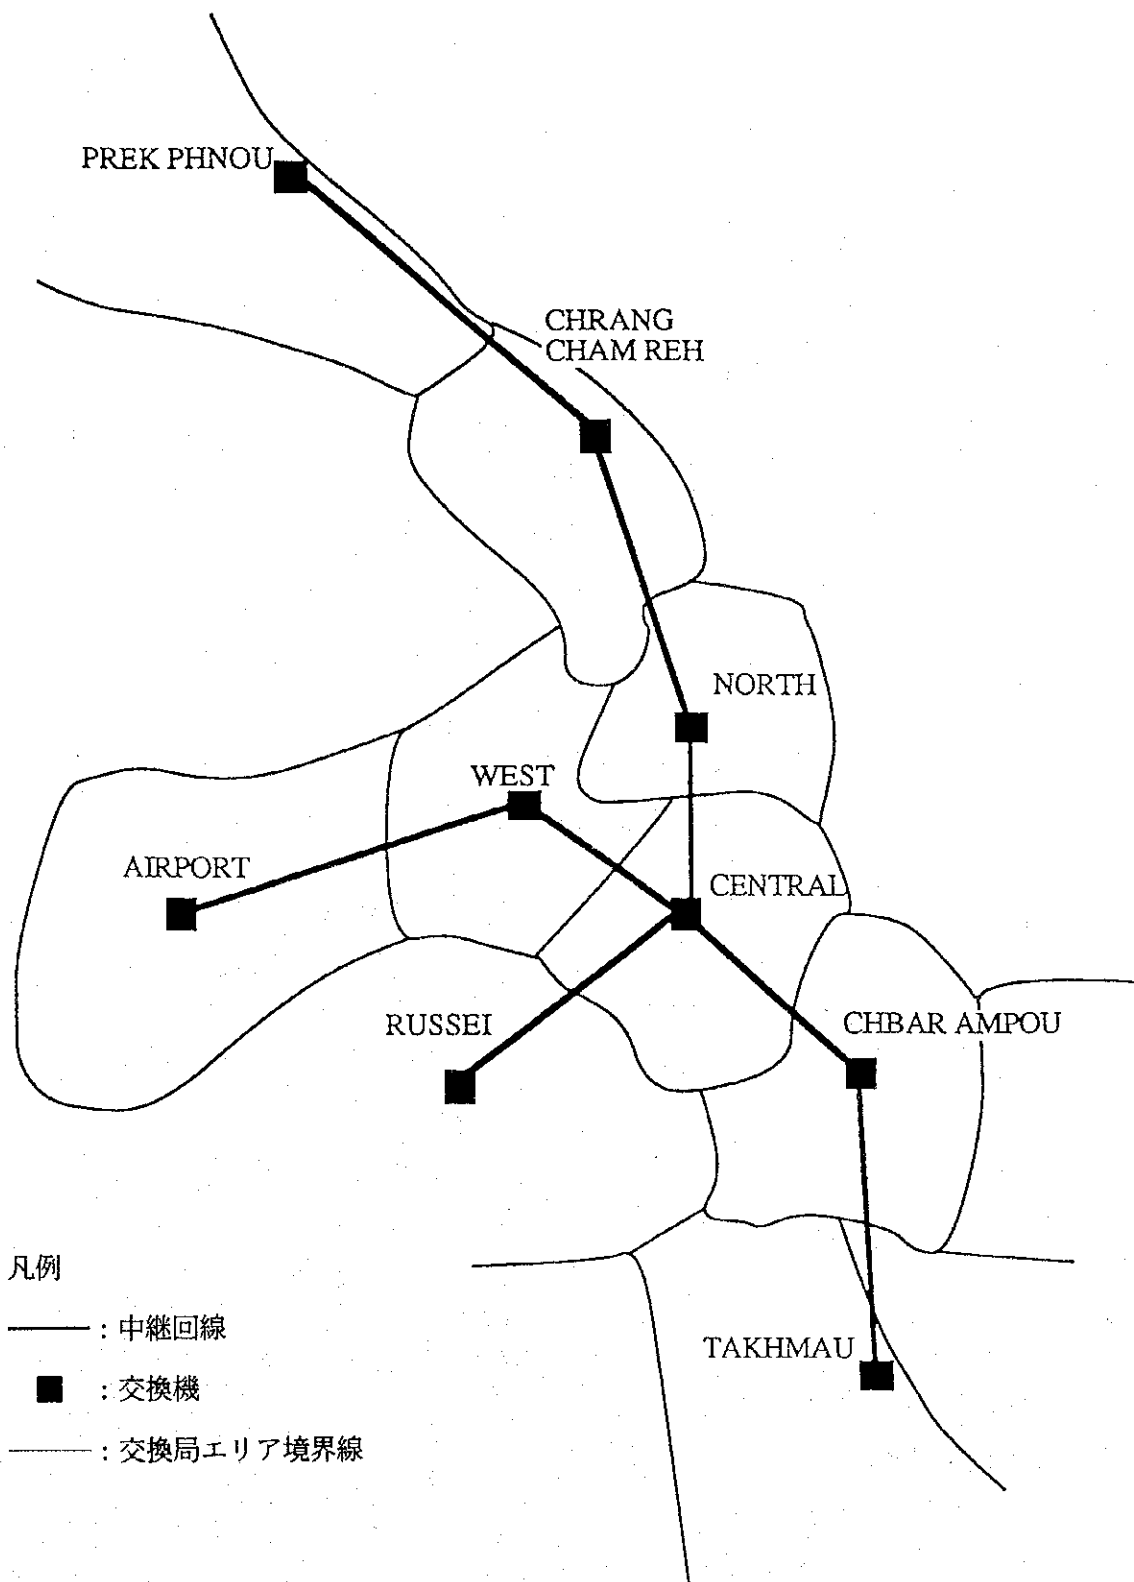 PREK PHNOU
CHRANG
CHAM REH
NORTH
WEST
AIRPORT
CENTRAL
RUSSEI
CHBAR AMPOU
凡例
: 中継回線
: 交換機
TAKHMAU
: 交換局エリア境界線